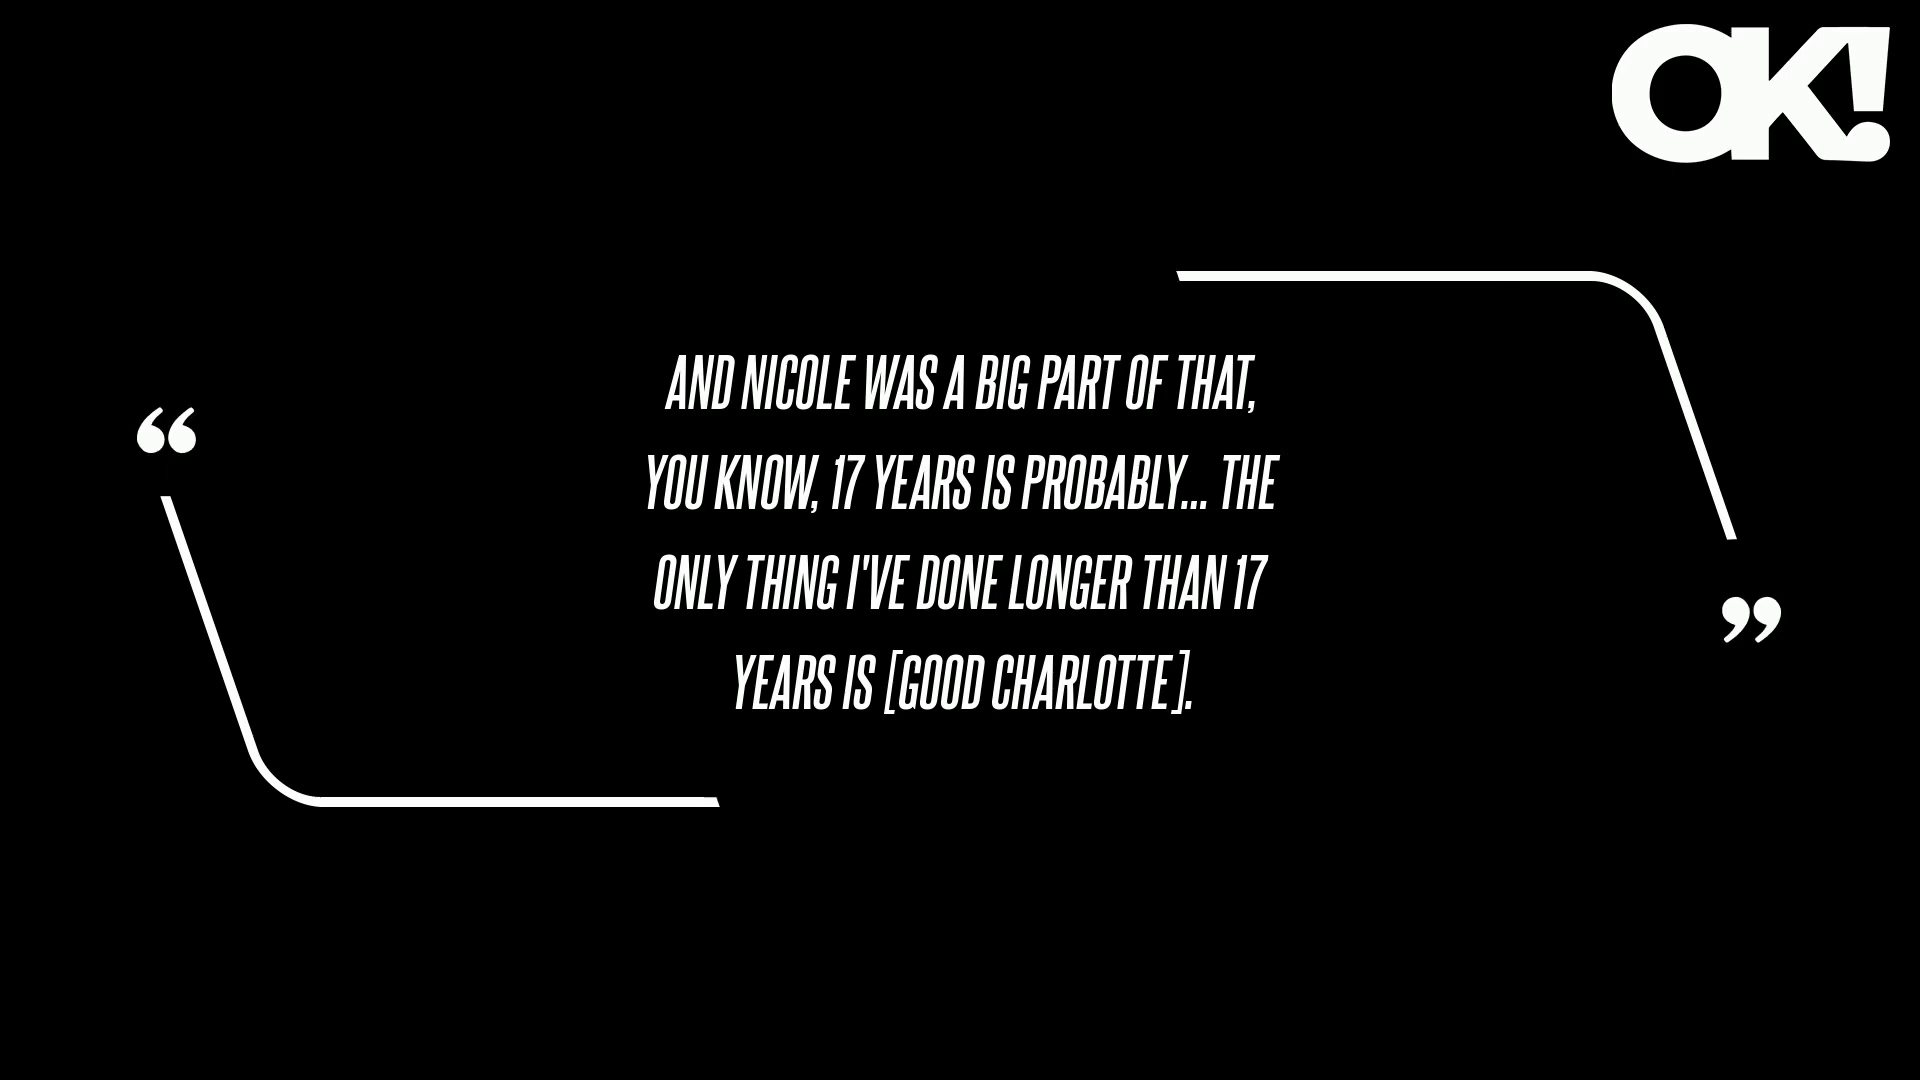 OK!
“
AND NICOLE WAS A BIG PART OF THAT,
YOU KNOW, 17 YEARS IS PROBABLY... THE
ONLY THING I'VE DONE LONGER THAN 17
YEARS IS [GOOD CHARLOTTE].
”